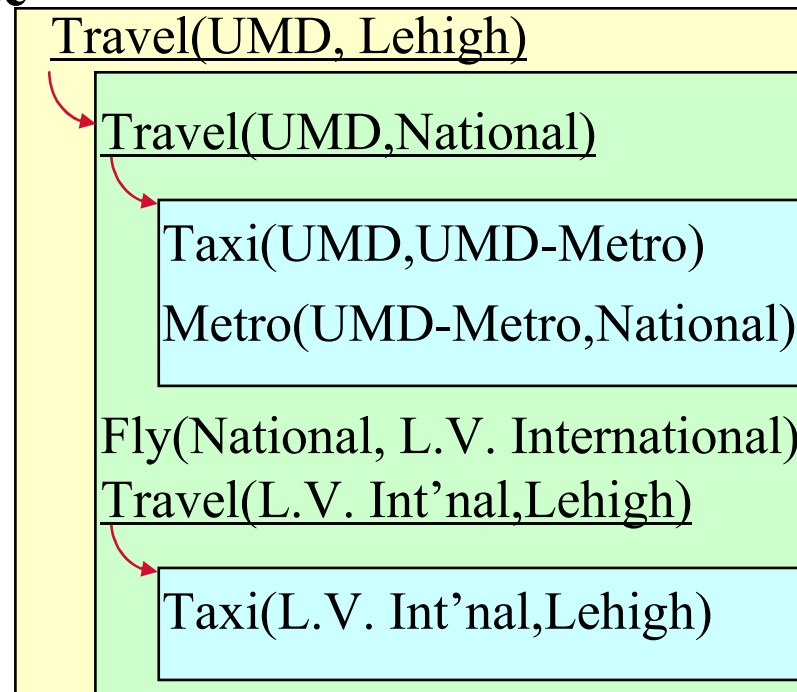 Travel(UMD, Lehigh)
Travel(UMD,National)
Taxi(UMD,UMD-Metro)
Metro(UMD-Metro,National)
Fly(National, L.V. International)
Travel(L.V. Int’nal,Lehigh)
Taxi(L.V. Int’nal,Lehigh)